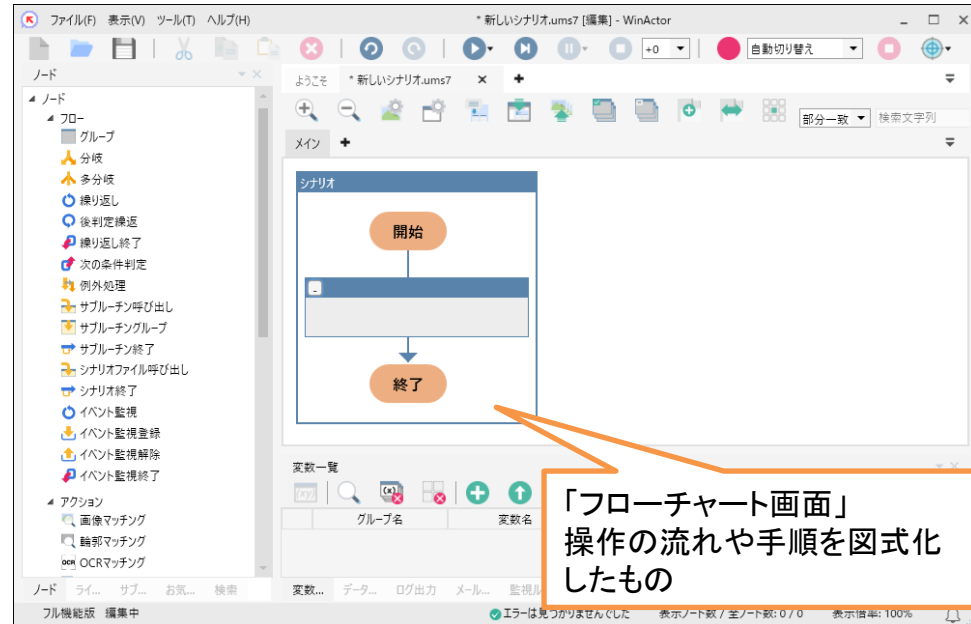 ファイル(F) 表示(V) ツール(T) ヘルプ(H)
* 新しいシナリオ.ums7 [編集] - WinActor
+0
自動切り替え
ノード
ようこそ
* 新しいシナリオ.ums7
ノード
フロー
グループ
分岐
多分岐
繰り返し
後判定繰返
繰り返し終了
次の条件判定
例外処理
サブルーチン呼び出し
サブルーチングループ
サブルーチン終了
シナリオファイル呼び出し
シナリオ終了
イベント監視
イベント監視登録
イベント監視解除
イベント監視終了
アクション
画像マッチング
輪郭マッチング
OCR OCRマッチング
ノード ライ... サブ... お気... 検索
部分一致
検索文字列
メイン
シナリオ
開始
終了
変数一覧
グループ名 変数名
変数... データ... ログ出力 メール... 監視ル
「フローチャート画面」
操作の流れや手順を図式化
したもの
フル機能版 編集中
エラーは見つかりませんでした
表示ノード数 / 全ノード数: 0 / 0
表示倍率: 100%